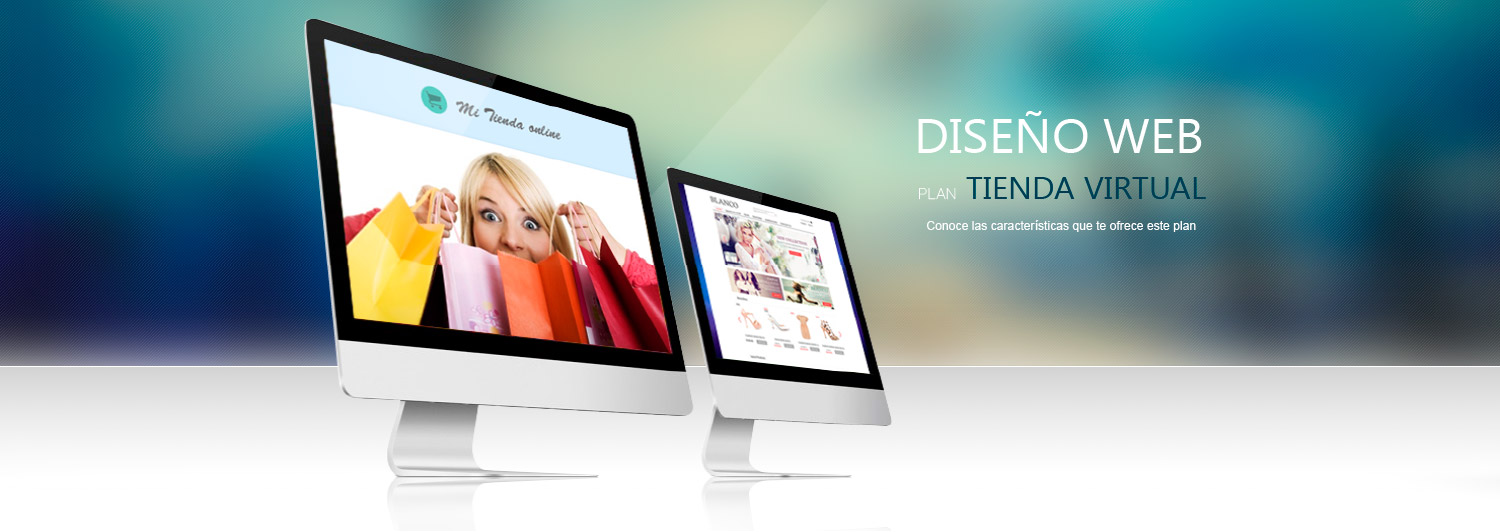 Mi Tienda online
BLANCO
DISEÑO WEB
PLAN TIENDA VIRTUAL
Conoce las características que te ofrece este plan